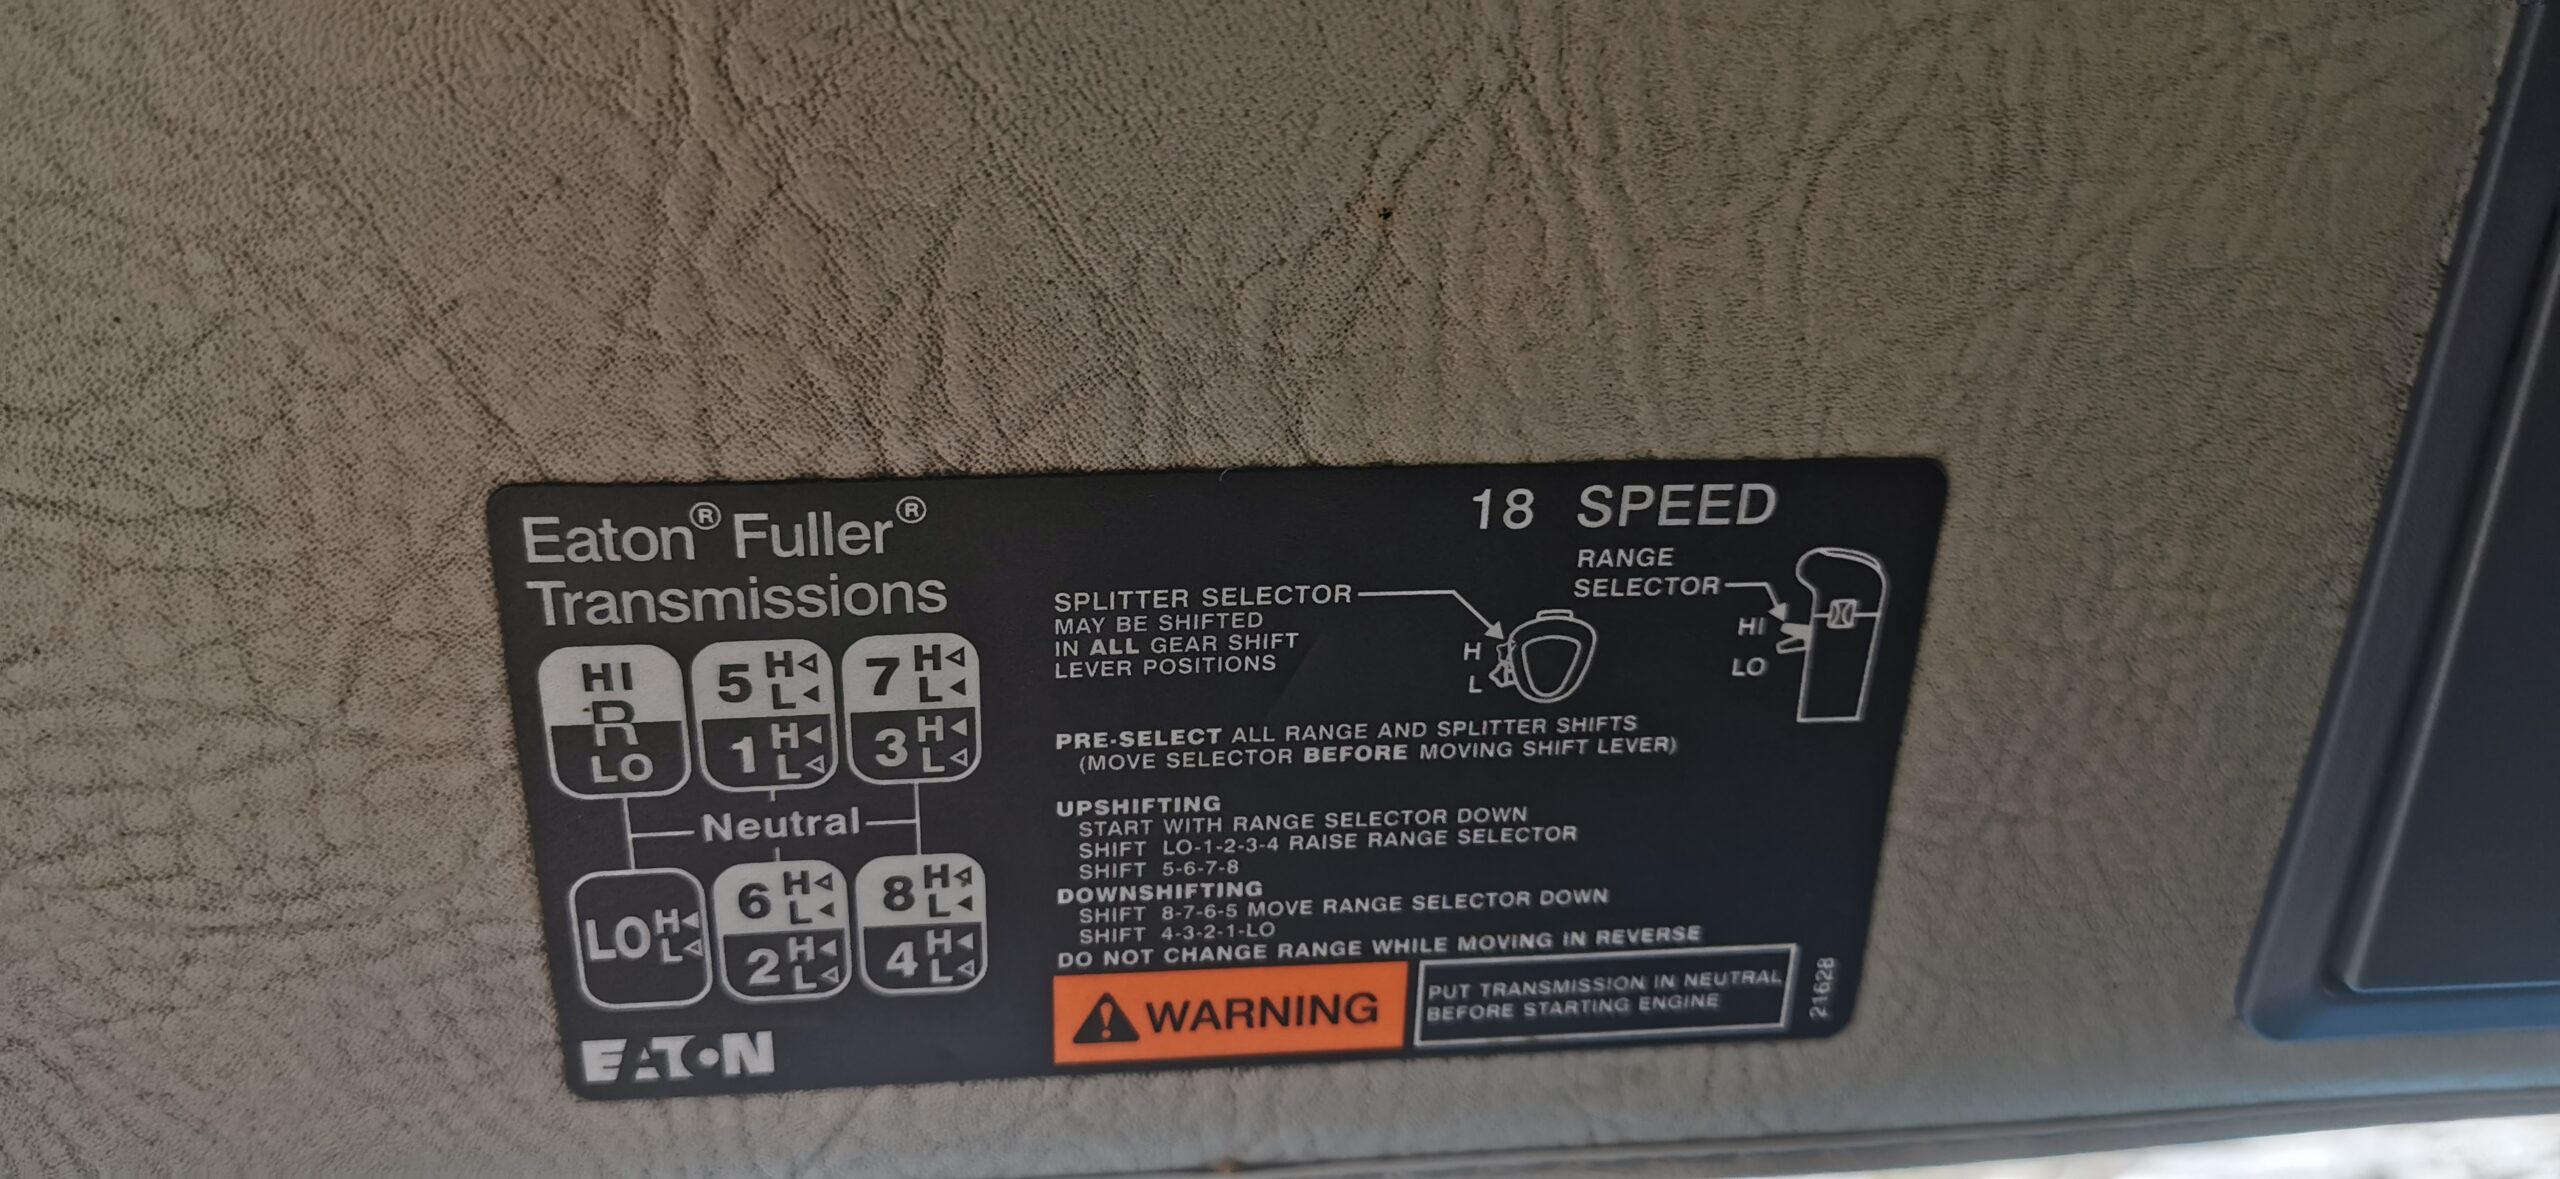 Eaton® Fuller®
Transmissions
HI
R
LO
5 H
L
1 H
L
7 H
L
3 H
L
Neutral
LO H
L
6 H
L
2 H
L
8 H
L
4 H
L
EATON
18 SPEED
SPLITTER SELECTOR
MAY BE SHIFTED
IN ALL GEAR SHIFT
LEVER POSITIONS
H
L
RANGE
SELECTOR
HI
LO
PRE-SELECT ALL RANGE AND SPLITTER SHIFTS
(MOVE SELECTOR BEFORE MOVING SHIFT LEVER)
UPSHIFTING
START WITH RANGE SELECTOR DOWN
SHIFT LO-1-2-3-4 RAISE RANGE SELECTOR
SHIFT 5-6-7-8
DOWNSHIFTING
SHIFT 8-7-6-5 MOVE RANGE SELECTOR DOWN
SHIFT 4-3-2-1-LO
DO NOT CHANGE RANGE WHILE MOVING IN REVERSE
WARNING
PUT TRANSMISSION IN NEUTRAL
BEFORE STARTING ENGINE
21628